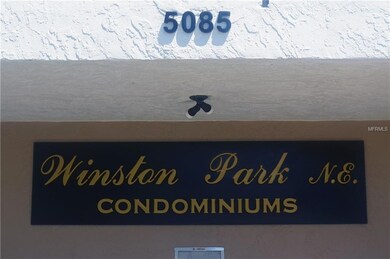 5085
Winston Park N.E.
CONDOMINIUMS